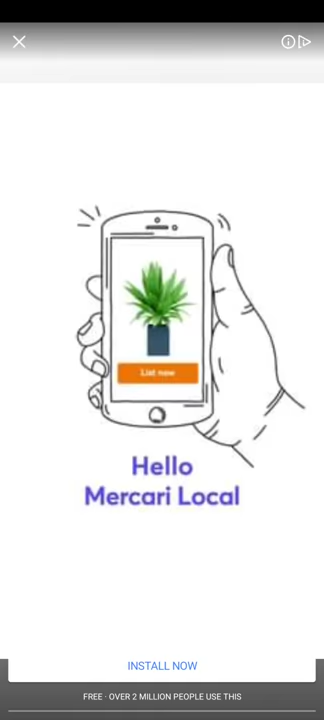 List now
Hello
Mercari Local
INSTALL NOW
FREE · OVER 2 MILLION PEOPLE USE THIS